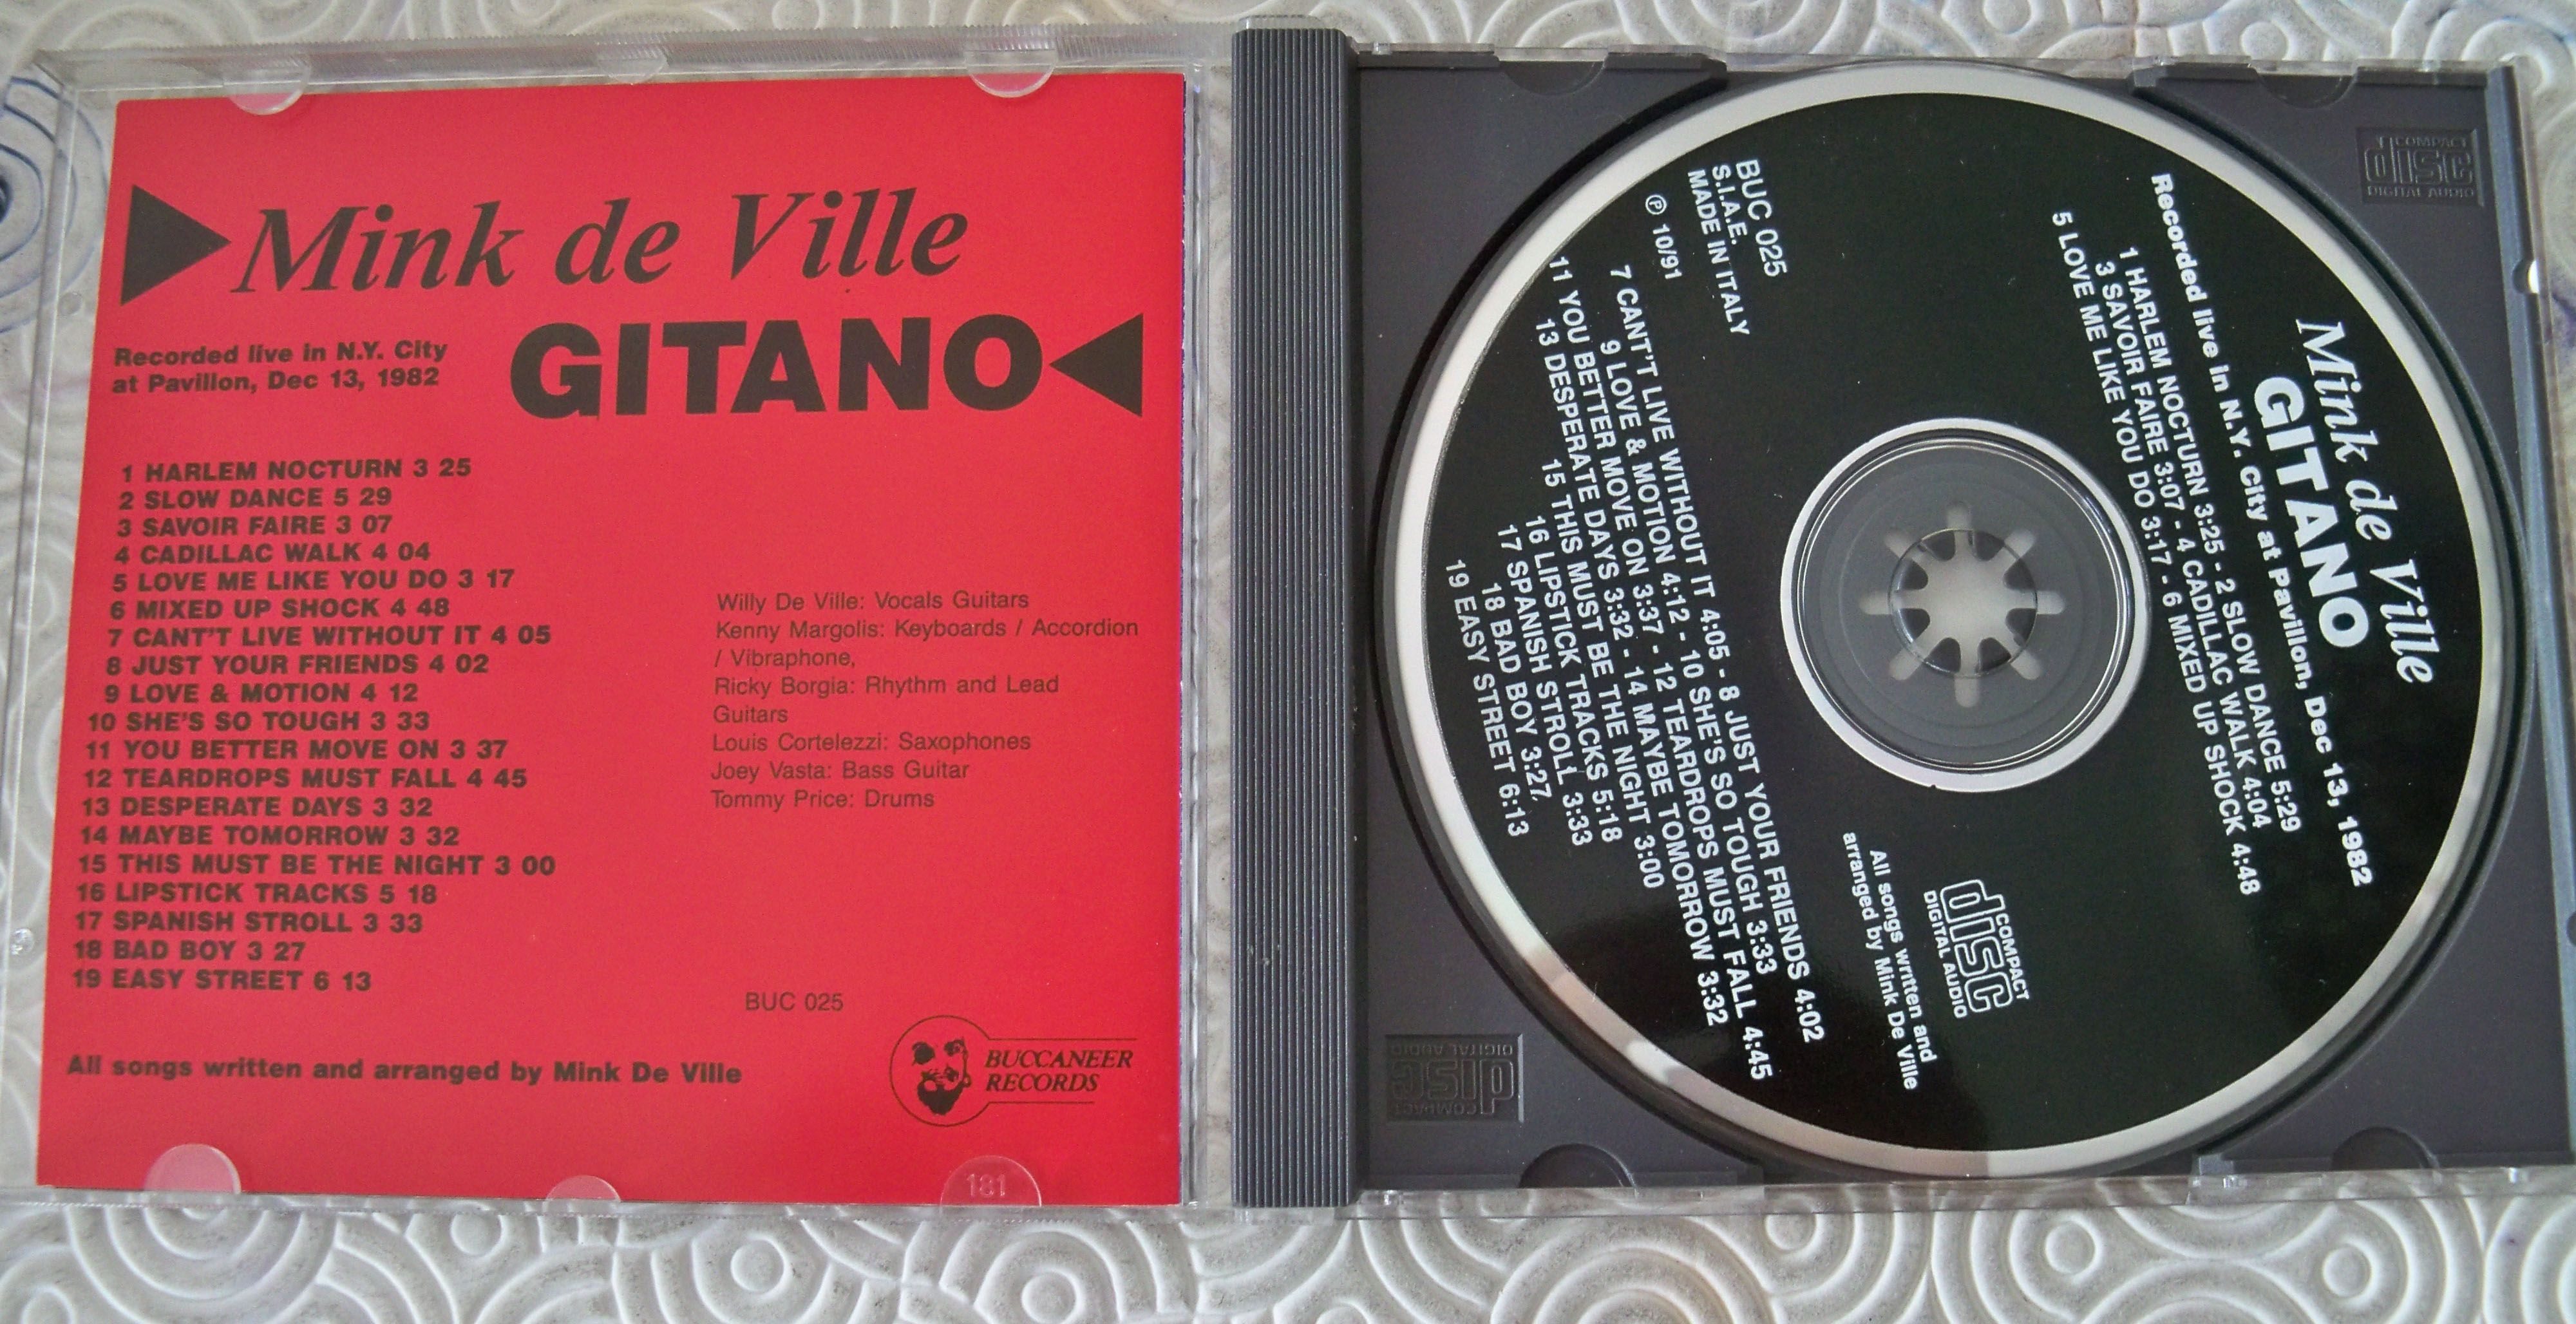 Mink de Ville
GITANO
Recorded live in N.Y. City
at Pavillon, Dec 13, 1982
1 HARLEM NOCTURN 3 25
2 SLOW DANCE 5 29
3 SAVOIR FAIRE 3 07
4 CADILLAC WALK 4 04
5 LOVE ME LIKE YOU DO 3 17
6 MIXED UP SHOCK 4 48
7 CANT'T LIVE WITHOUT IT 4 05
8 JUST YOUR FRIENDS 4 02
9 LOVE & MOTION 4 12
10 SHE'S SO TOUGH 3 33
11 YOU BETTER MOVE ON 3 37
12 TEARDROPS MUST FALL 4 45
13 DESPERATE DAYS 3 32
14 MAYBE TOMORROW 3 32
15 THIS MUST BE THE NIGHT 3 00
16 LIPSTICK TRACKS 5 18
17 SPANISH STROLL 3 33
18 BAD BOY 3 27
19 EASY STREET 6 13
Willy De Ville: Vocals Guitars
Kenny Margolis: Keyboards / Accordion
/ Vibraphone,
Ricky Borgia: Rhythm and Lead
Guitars
Louis Cortelezzi: Saxophones
Joey Vasta: Bass Guitar
Tommy Price: Drums
BUC 025
BUCCANEER
RECORDS
All songs written and arranged by Mink De Ville
181
Mink de Ville
GITANO
Recorded live in N.Y. City at Pavillon, Dec 13, 1982
1 HARLEM NOCTURN 3:25 - 2 SLOW DANCE 5:29
3 SAVOIR FAIRE 3:07 - 4 CADILLAC WALK 4:04
5 LOVE ME LIKE YOU DO 3:17 - 6 MIXED UP SHOCK 4:48
COMPACT
disc
DIGITAL AUDIO
All songs written and
arranged by Mink De Ville
BUC 025
S.I.A.E.
MADE IN ITALY
℗ 10/91
7 CANT'T LIVE WITHOUT IT 4:05 - 8 JUST YOUR FRIENDS 4:02
9 LOVE & MOTION 4:12 - 10 SHE'S SO TOUGH 3:33
11 YOU BETTER MOVE ON 3:37 - 12 TEARDROPS MUST FALL 4:45
13 DESPERATE DAYS 3:32 - 14 MAYBE TOMORROW 3:32
15 THIS MUST BE THE NIGHT 3:00
16 LIPSTICK TRACKS 5:18
17 SPANISH STROLL 3:33
18 BAD BOY 3:27,
19 EASY STREET 6:13
COMPACT
disc
DIGITAL AUDIO
COMPACT
disc
DIGITAL AUDIO